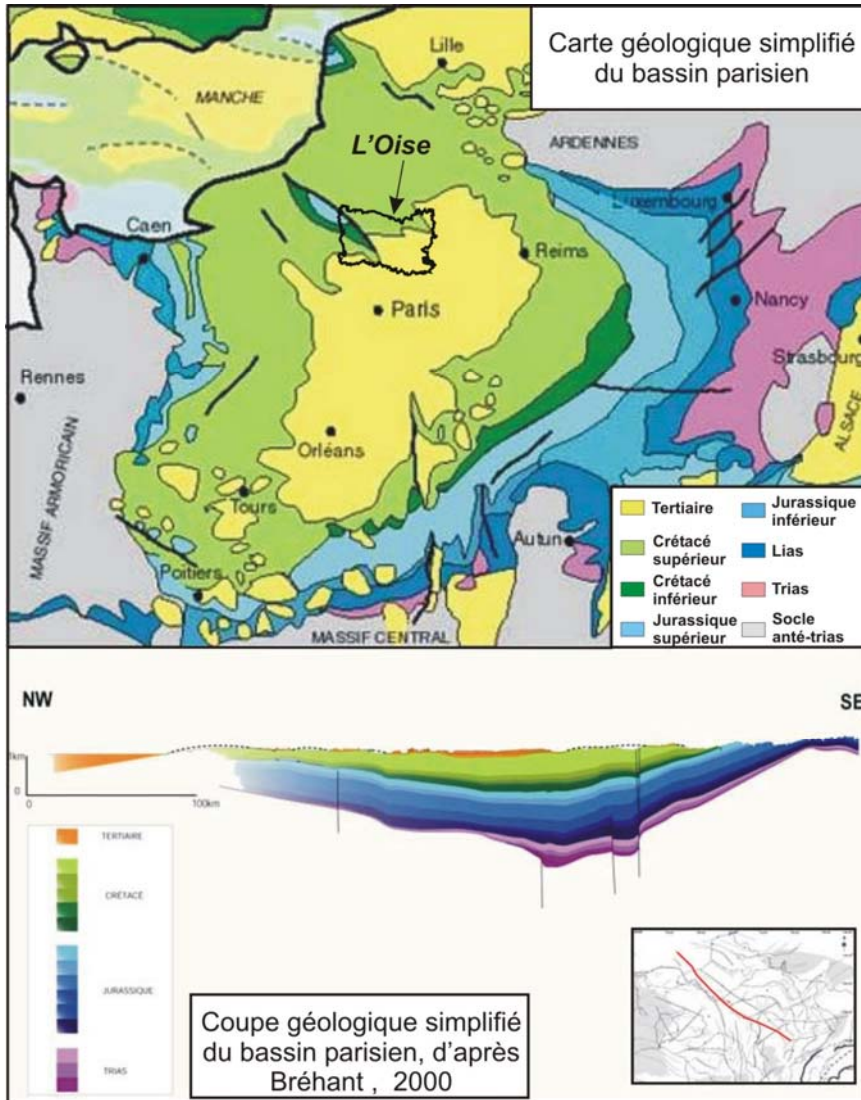 Carte géologique simplifié
du bassin parisien
Lille
MANCHE
L'Oise
ARDENNES
Luxembourg
Caen
Reims
Paris
Nancy
Strasbourg
Rennes
ALSACE
MASSIF ARMORICAIN
Orléans
Tours
Autun
Poitiers
MASSIF CENTRAL
Tertiaire
Crétacé
supérieur
Crétacé
inférieur
Jurassique
supérieur
Jurassique
inférieur
Lias
Trias
Socle
anté-trias
NW
SE
1km
0
0
100km
TERTIAIRE
CRÉTACÉ
JURASSIQUE
TRIAS
Coupe géologique simplifié
du bassin parisien, d'après
Bréhant , 2000